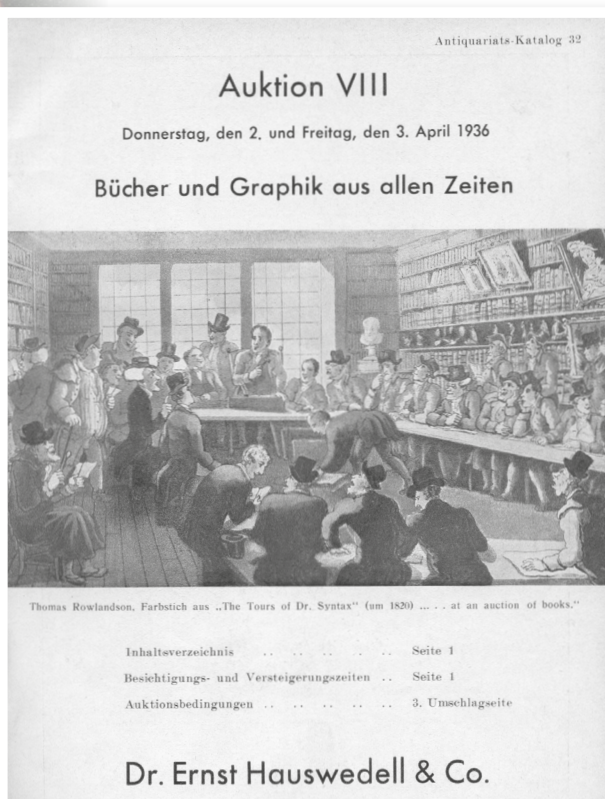 Antiquariats-Katalog 32
Auktion VIII
Donnerstag, den 2. und Freitag, den 3. April 1936
Bücher und Graphik aus allen Zeiten
Thomas Rowlandson, Farbstich aus „The Tours of Dr. Syntax" (um 1820) ... . . at an auction of books."
Inhaltsverzeichnis .. .. .. . .. Seite 1
Besichtigungs- und Versteigerungszeiten .. Seite 1
Auktionsbedingungen .. .. .. .. .. 3. Umschlagseite
Dr. Ernst Hauswedell & Co.